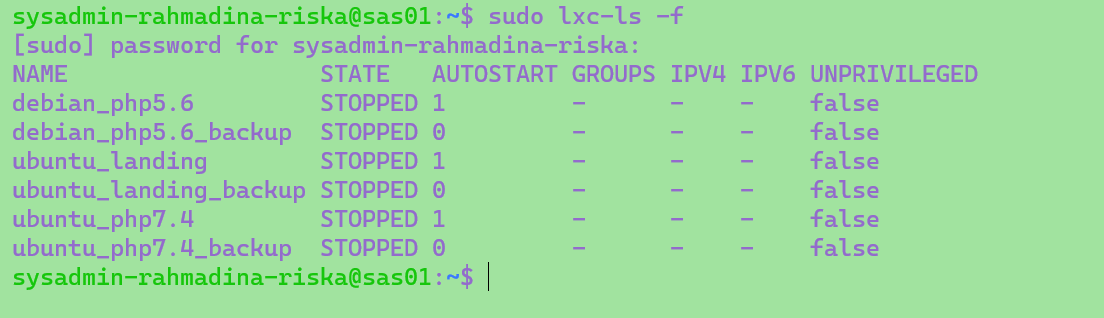 sysadmin-rahmadina-riska@sas01:~$ sudo lxc-ls -f
[sudo] password for sysadmin-rahmadina-riska:
NAME                  STATE   AUTOSTART GROUPS IPV4 IPV6 UNPRIVILEGED
debian_php5.6         STOPPED 1         -      -    -    false
debian_php5.6_backup  STOPPED 0         -      -    -    false
ubuntu_landing        STOPPED 1         -      -    -    false
ubuntu_landing_backup STOPPED 0         -      -    -    false
ubuntu_php7.4         STOPPED 1         -      -    -    false
ubuntu_php7.4_backup  STOPPED 0         -      -    -    false
sysadmin-rahmadina-riska@sas01:~$